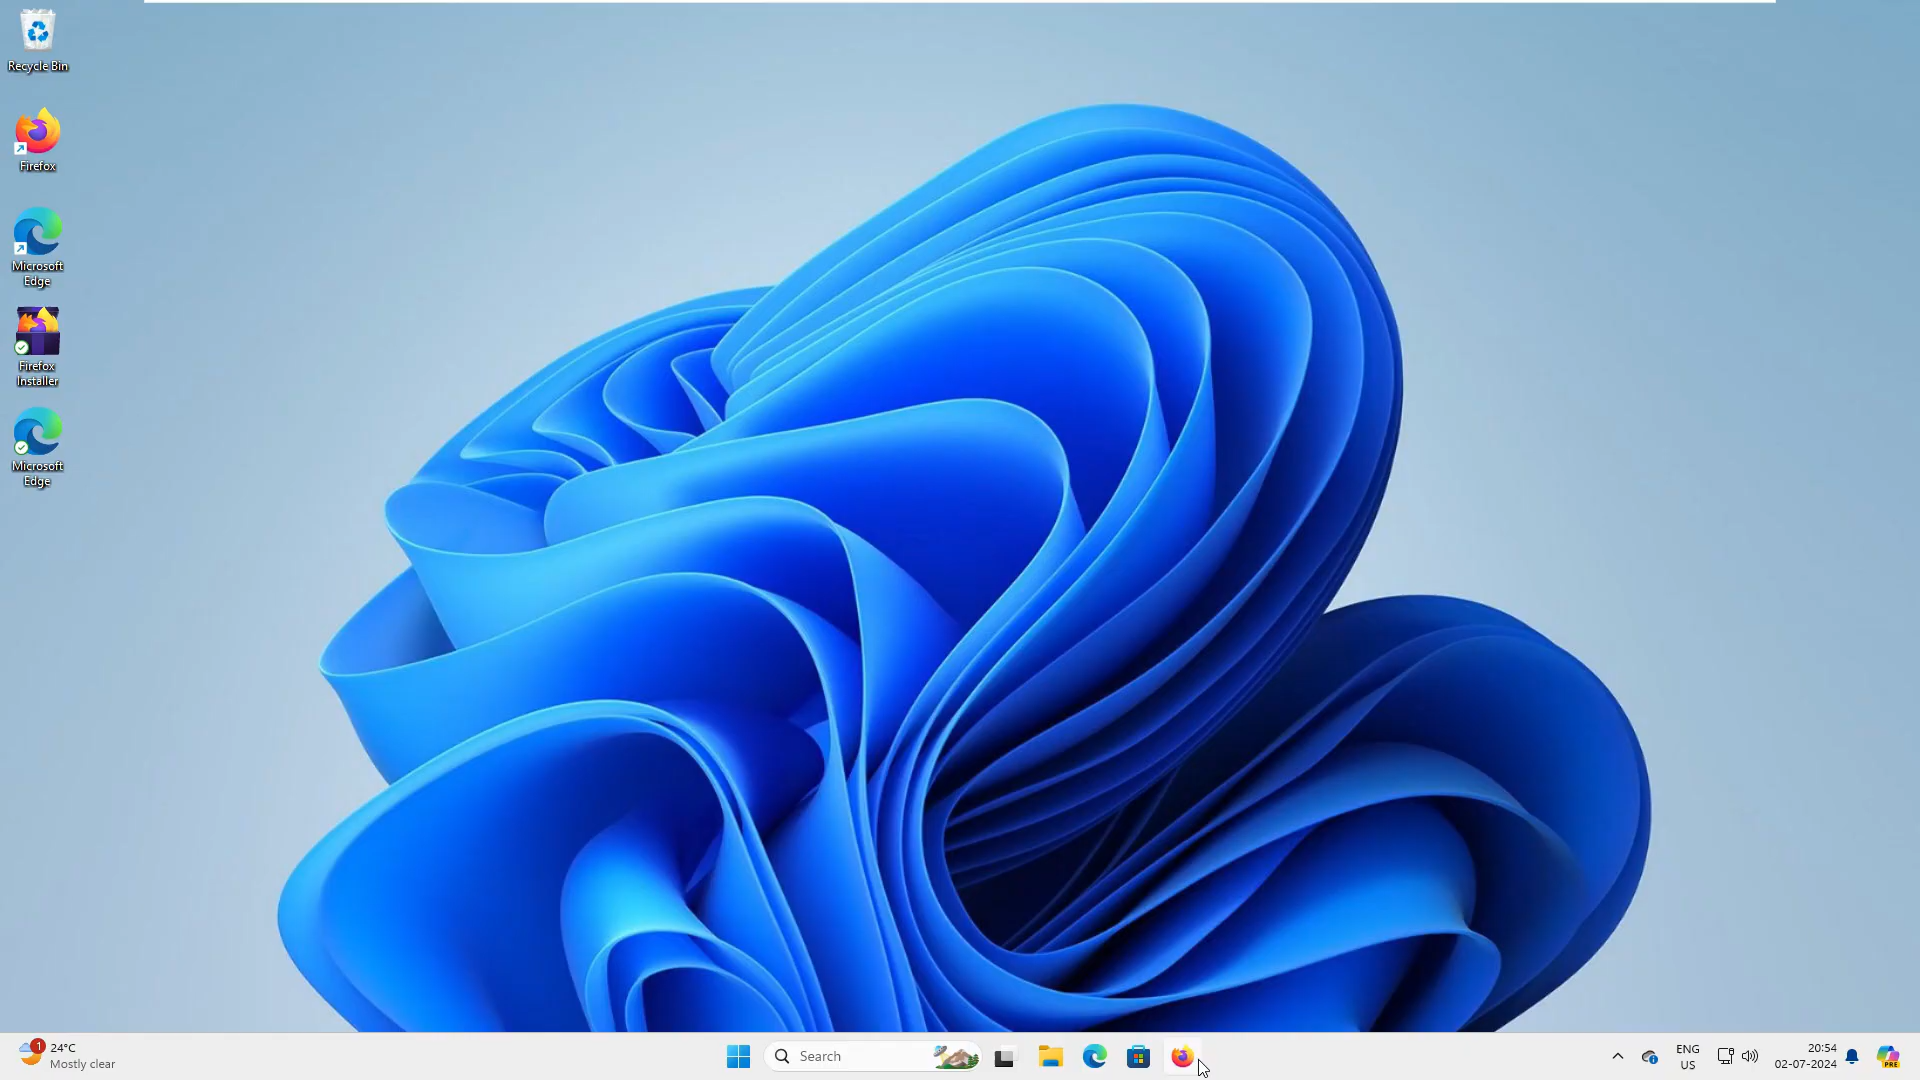 Recycle Bin
Firefox
Microsoft
Edge
Firefox
Installer
Microsoft
Edge
1
24°C
Mostly clear
Search
ENG
US
20:54
02-07-2024
PRE